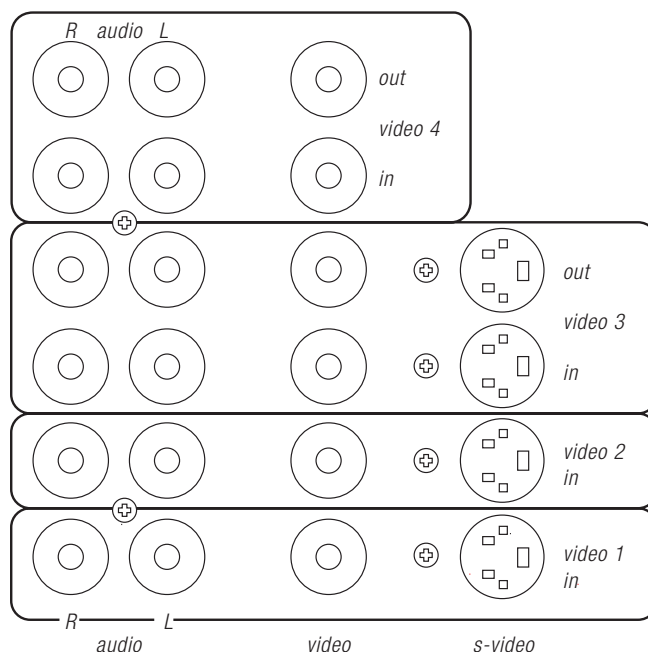 R audio L
out
video 4
in
out
video 3
in
video 2
in
video 1
in
R L
audio video s-video